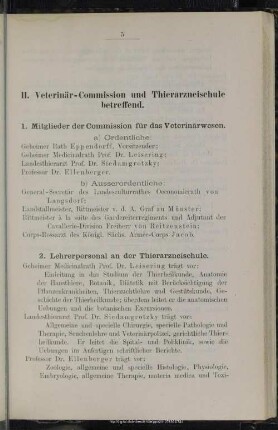 5
II. Veterinär-Commission und Thierarzneischule
betreffend.
1. Mitglieder der Commission für das Veterinärwesen.
a) Ordentliche:
Geheimer Rath Eppendorff, Vorsitzender;
Geheimer Medicinalrath Prof. Dr. Leisering;
Landesthierarzt Prof. Dr. Siedamgrotzky;
Professor Dr. Ellenberger.
b) Ausserordentliche:
General-Secretär des Landeskulturrathes, Oeconomierath von
Langsdorff;
Landstallmeister, Rittmeister z. d. A. Graf zu Münster;
Rittmeister à la suite des Gardereiterregiments und Adjutant der
Cavallerie-Division Freiherr von Reitzenstein;
Corps-Rossarzt des Königl. Sächs. Armee-Corps Jacob.
2. Lehrerpersonal an der Thierarzneischule.
Geheimer Medicinalrath Prof. Dr. Leisering trägt vor:
Einleitung in das Studium der Thierheilkunde, Anatomie
der Hausthiere, Botanik, Diätetik mit Berücksichtigung der
Pflanzenkrankheiten, Thierzuchtlehre und Gestütskunde, Ge-
schichte der Thierheilkunde; überdem leitet er die anatomischen
Uebungen und die botanischen Excursionen.
Landesthierarzt Prof. Dr. Siedamgrotzky trägt vor:
Allgemeine und specielle Chirurgie, specielle Pathologie und
Therapie, Seuchenlehre und Veterinärpolizei, gerichtliche Thier-
heilkunde. Er leitet die Spital- und Poliklinik, sowie die
Uebungen im Anfertigen schriftlicher Berichte.
Professor Dr. Ellenberger trägt vor:
Zoologie, allgemeine und specielle Histologie, Physiologie,
Embryologie, allgemeine Therapie, materia medica und Toxi-